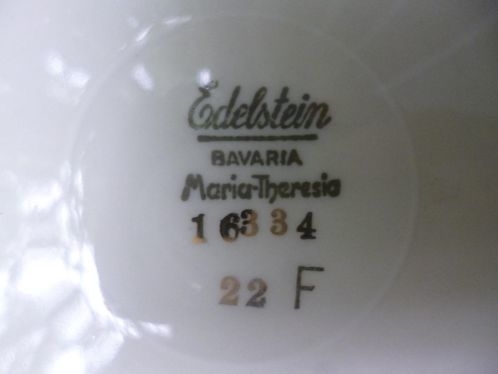 Edelstein
BAVARIA
Maria-Theresia
16334
22 F